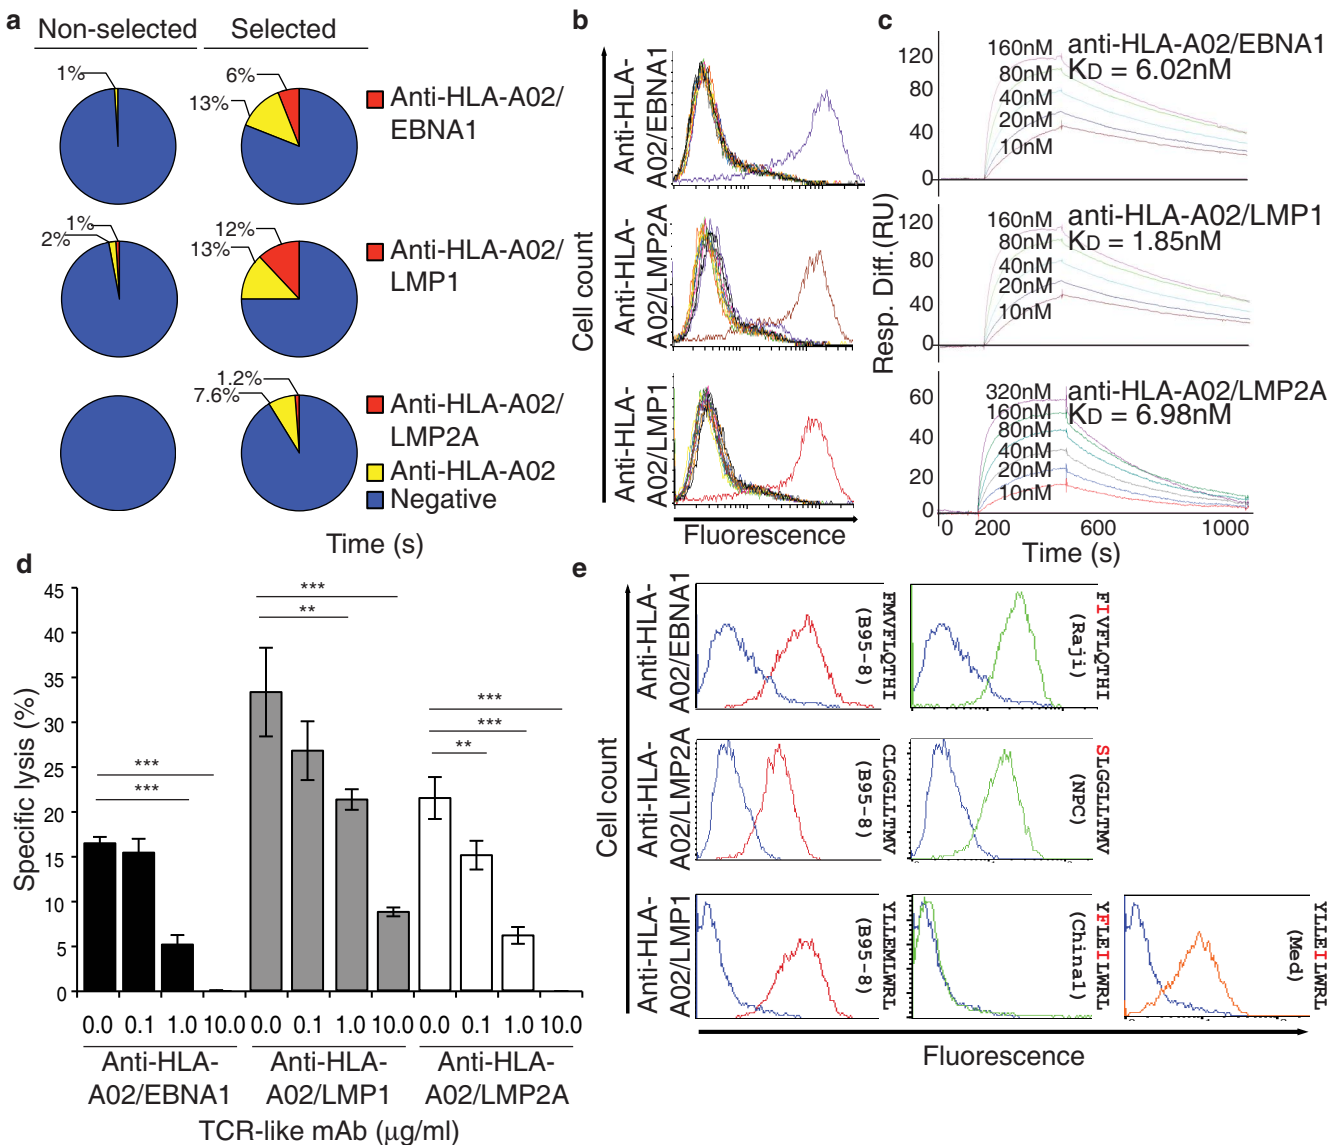 a
Non-selected
Selected
1%
6%
13%
Anti-HLA-A02/
EBNA1
1%
2%
12%
13%
Anti-HLA-A02/
LMP1
1.2%
7.6%
Anti-HLA-A02/
LMP2A
Anti-HLA-A02
Negative
Time (s)
b
Cell count
Anti-HLA-
A02/EBNA1
Anti-HLA-
A02/LMP2A
Anti-HLA-
A02/LMP1
Fluorescence
c
Resp. Diff.(RU)
120
80
40
0
160nM
80nM
40nM
20nM
10nM
anti-HLA-A02/EBNA1
KD = 6.02nM
120
80
40
0
160nM
80nM
40nM
20nM
10nM
anti-HLA-A02/LMP1
KD = 1.85nM
60
40
20
0
320nM
160nM
80nM
40nM
20nM
10nM
anti-HLA-A02/LMP2A
KD = 6.98nM
0
200
600
1000
Time (s)
d
Specific lysis (%)
45
40
35
30
25
20
15
10
5
0
***
***
***
**
***
***
**
0.0
0.1
1.0
10.0
0.0
0.1
1.0
10.0
0.0
0.1
1.0
10.0
Anti-HLA-
A02/EBNA1
Anti-HLA-
A02/LMP1
Anti-HLA-
A02/LMP2A
TCR-like mAb (μg/ml)
e
Cell count
Anti-HLA-
A02/EBNA1
FMVFLQTHI
(B95-8)
FIVFLQTHI
(Raji)
Anti-HLA-
A02/LMP2A
CLGGLLTMV
(B95-8)
SLGGLLTMV
(NPC)
Anti-HLA-
A02/LMP1
YLLEMLWRL
(B95-8)
YFLEILWRL
(China1)
YLLEILWRL
(Med)
Fluorescence